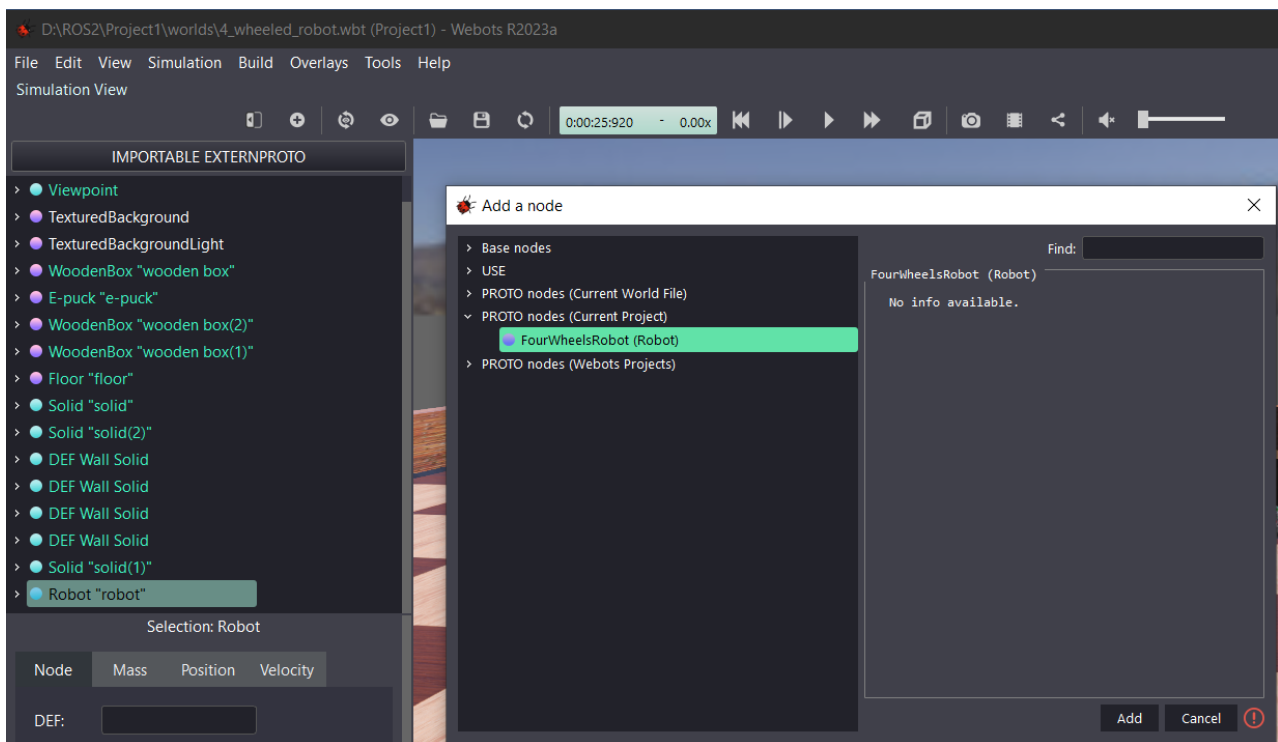 D:\ROS2\Project1\worlds\4_wheeled_robot.wbt (Project1) - Webots R2023a
File Edit View Simulation Build Overlays Tools Help
Simulation View
0:00:25:920 - 0.00x
IMPORTABLE EXTERNPROTO
Viewpoint
TexturedBackground
TexturedBackgroundLight
WoodenBox "wooden box"
E-puck "e-puck"
WoodenBox "wooden box(2)"
WoodenBox "wooden box(1)"
Floor "floor"
Solid "solid"
Solid "solid(2)"
DEF Wall Solid
DEF Wall Solid
DEF Wall Solid
DEF Wall Solid
Solid "solid(1)"
Robot "robot"
Selection: Robot
Node Mass Position Velocity
DEF:
Add a node
Base nodes
USE
PROTO nodes (Current World File)
PROTO nodes (Current Project)
FourWheelsRobot (Robot)
PROTO nodes (Webots Projects)
Find:
FourWheelsRobot (Robot)
No info available.
Add Cancel